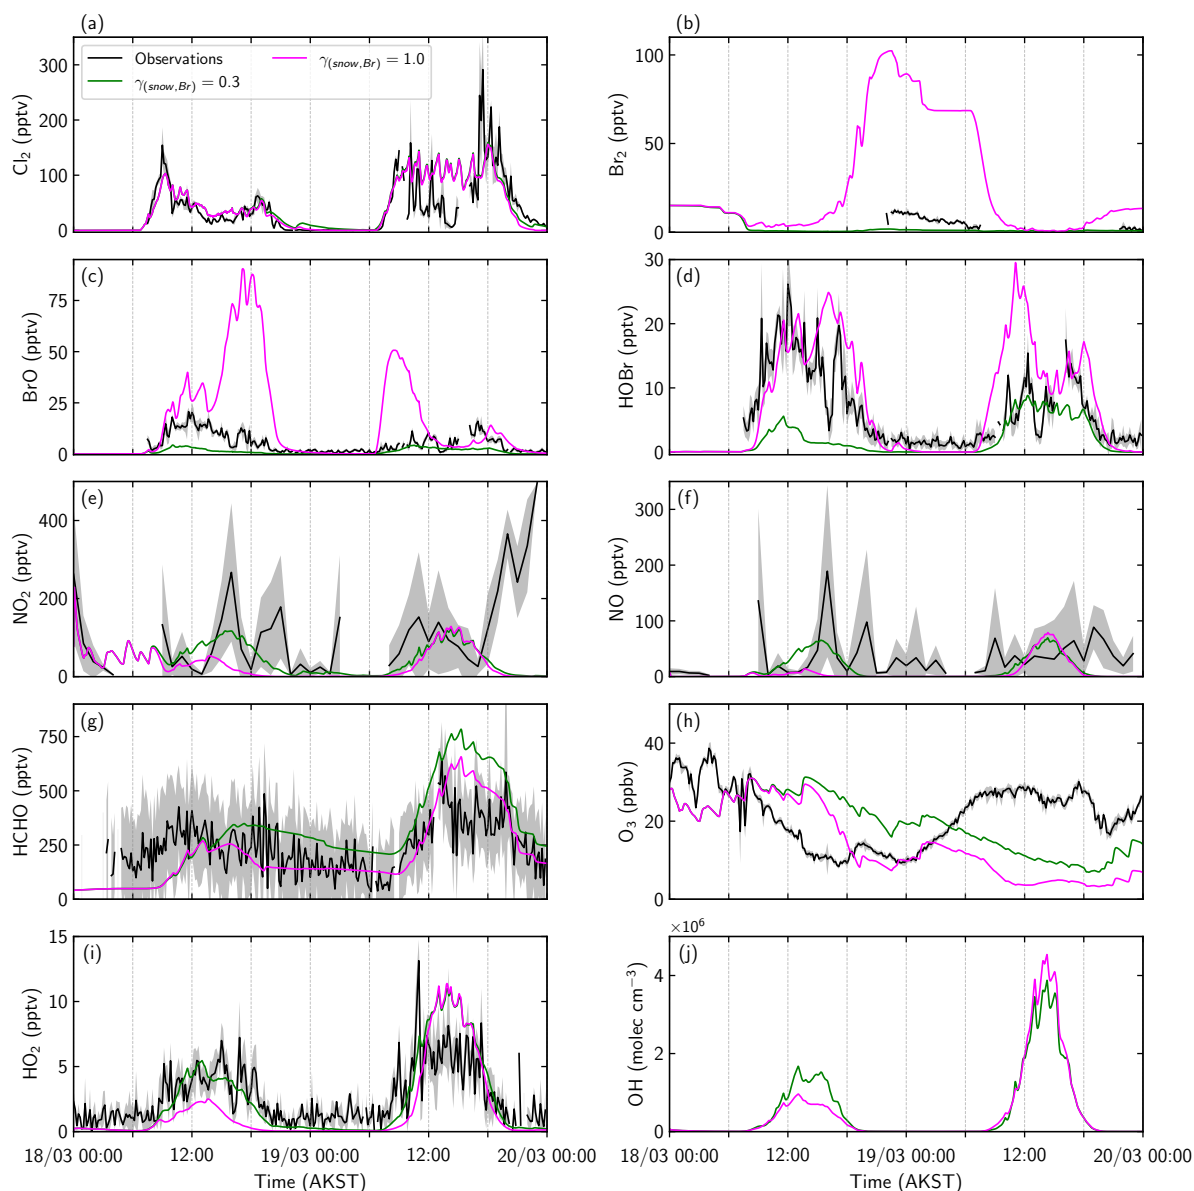 (a)
(b)
Observations
γ(snow,Br) = 1.0
γ(snow,Br) = 0.3
Cl₂ (pptv)
300
200
100
0
Br₂ (pptv)
100
50
0
(c)
(d)
BrO (pptv)
75
50
25
0
HOBr (pptv)
30
20
10
0
(e)
(f)
NO₂ (pptv)
400
200
0
NO (pptv)
300
200
100
0
(g)
(h)
HCHO (pptv)
750
500
250
0
O₃ (ppbv)
40
20
0
(i)
(j)
×10⁶
HO₂ (pptv)
15
10
5
0
OH (molec cm⁻³)
4
2
0
18/03 00:00
12:00
19/03 00:00
12:00
20/03 00:00
Time (AKST)
18/03 00:00
12:00
19/03 00:00
12:00
20/03 00:00
Time (AKST)